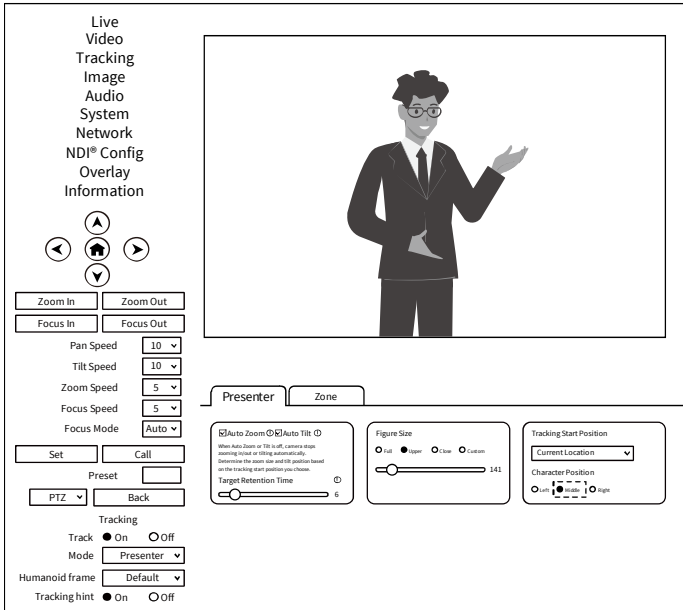 Live
Video
Tracking
Image
Audio
System
Network
NDI® Config
Overlay
Information
Zoom In Zoom Out
Focus In Focus Out
Pan Speed 10
Tilt Speed 10
Zoom Speed 5
Focus Speed 5
Focus Mode Auto
Set Call
Preset
PTZ Back
Tracking
Track On Off
Mode Presenter
Humanoid frame Default
Tracking hint On Off
Presenter Zone
Auto Zoom Auto Tilt
When Auto Zoom or Tilt is off, camera stops
zooming in/out or tilting automatically.
Determine the zoom size and tilt position based
on the tracking start position you choose.
Target Retention Time
6
Figure Size
Full Upper Close Custom
141
Tracking Start Position
Current Location
Character Position
Left Middle Right